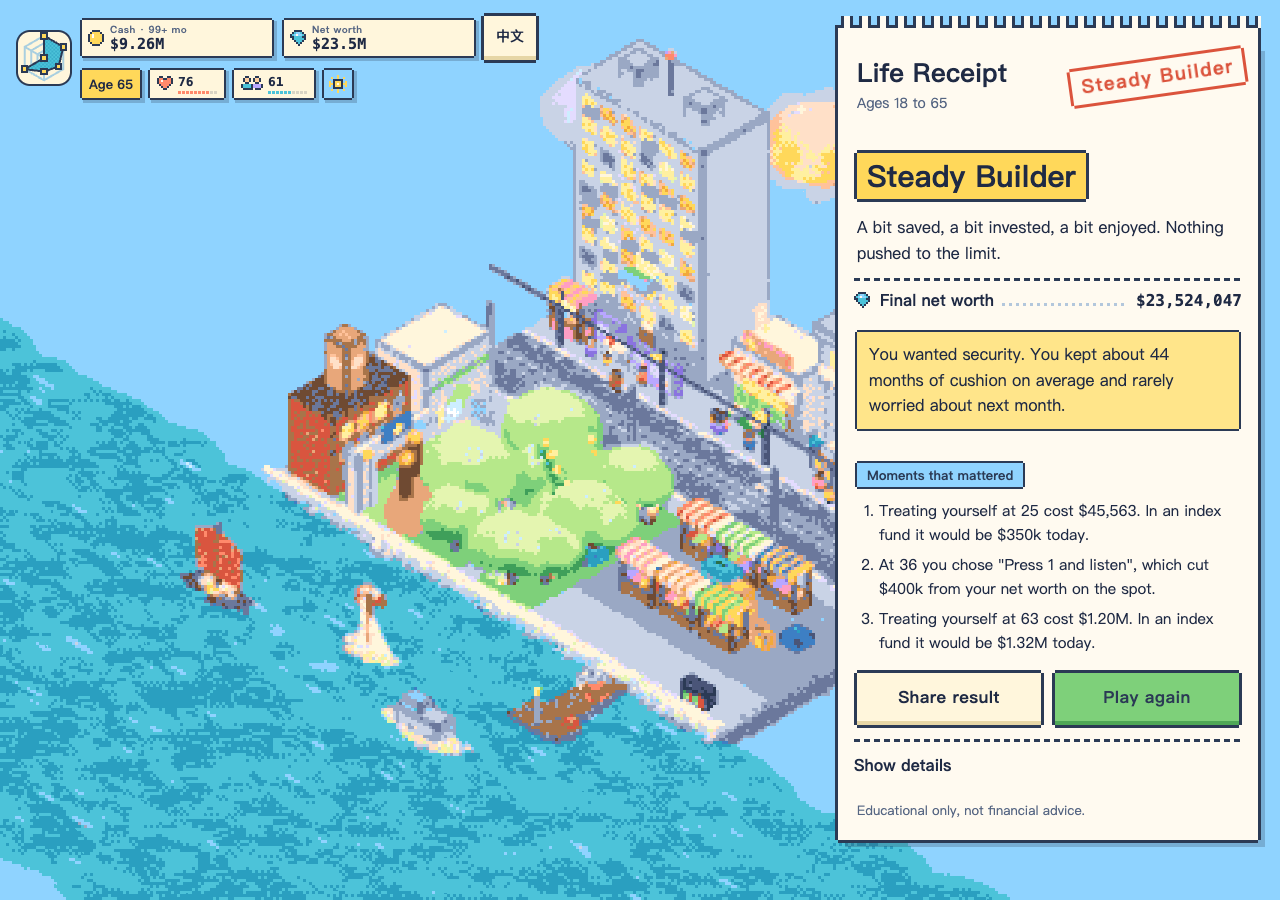 Cash · 99+ mo
$9.26M
Net worth
$23.5M
中文
Age 65
76
61
Life Receipt
Ages 18 to 65
Steady Builder
Steady Builder
A bit saved, a bit invested, a bit enjoyed. Nothing
pushed to the limit.
Final net worth $23,524,047
You wanted security. You kept about 44
months of cushion on average and rarely
worried about next month.
Moments that mattered
1. Treating yourself at 25 cost $45,563. In an index
fund it would be $350k today.
2. At 36 you chose "Press 1 and listen", which cut
$400k from your net worth on the spot.
3. Treating yourself at 63 cost $1.20M. In an index
fund it would be $1.32M today.
Share result
Play again
Show details
Educational only, not financial advice.